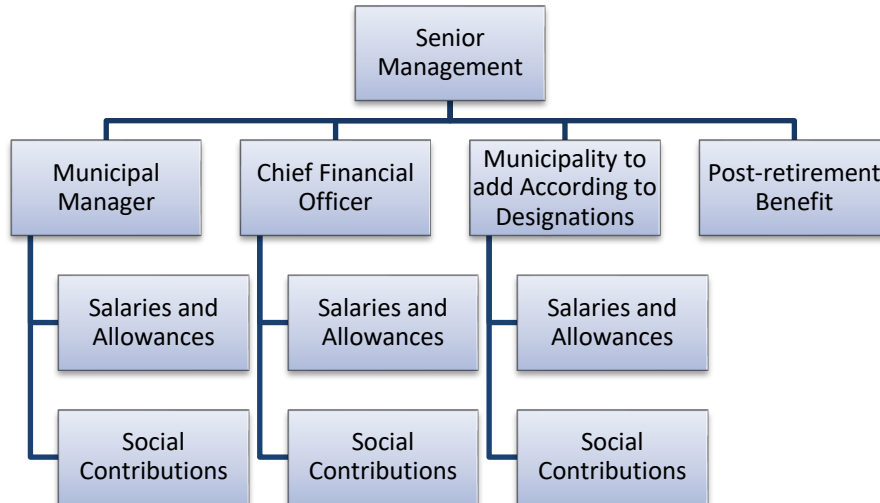 Senior
Management
Municipal
Manager
Chief Financial
Officer
Municipality to
add According to
Designations
Post-retirement
Benefit
Salaries and
Allowances
Salaries and
Allowances
Salaries and
Allowances
Social
Contributions
Social
Contributions
Social
Contributions